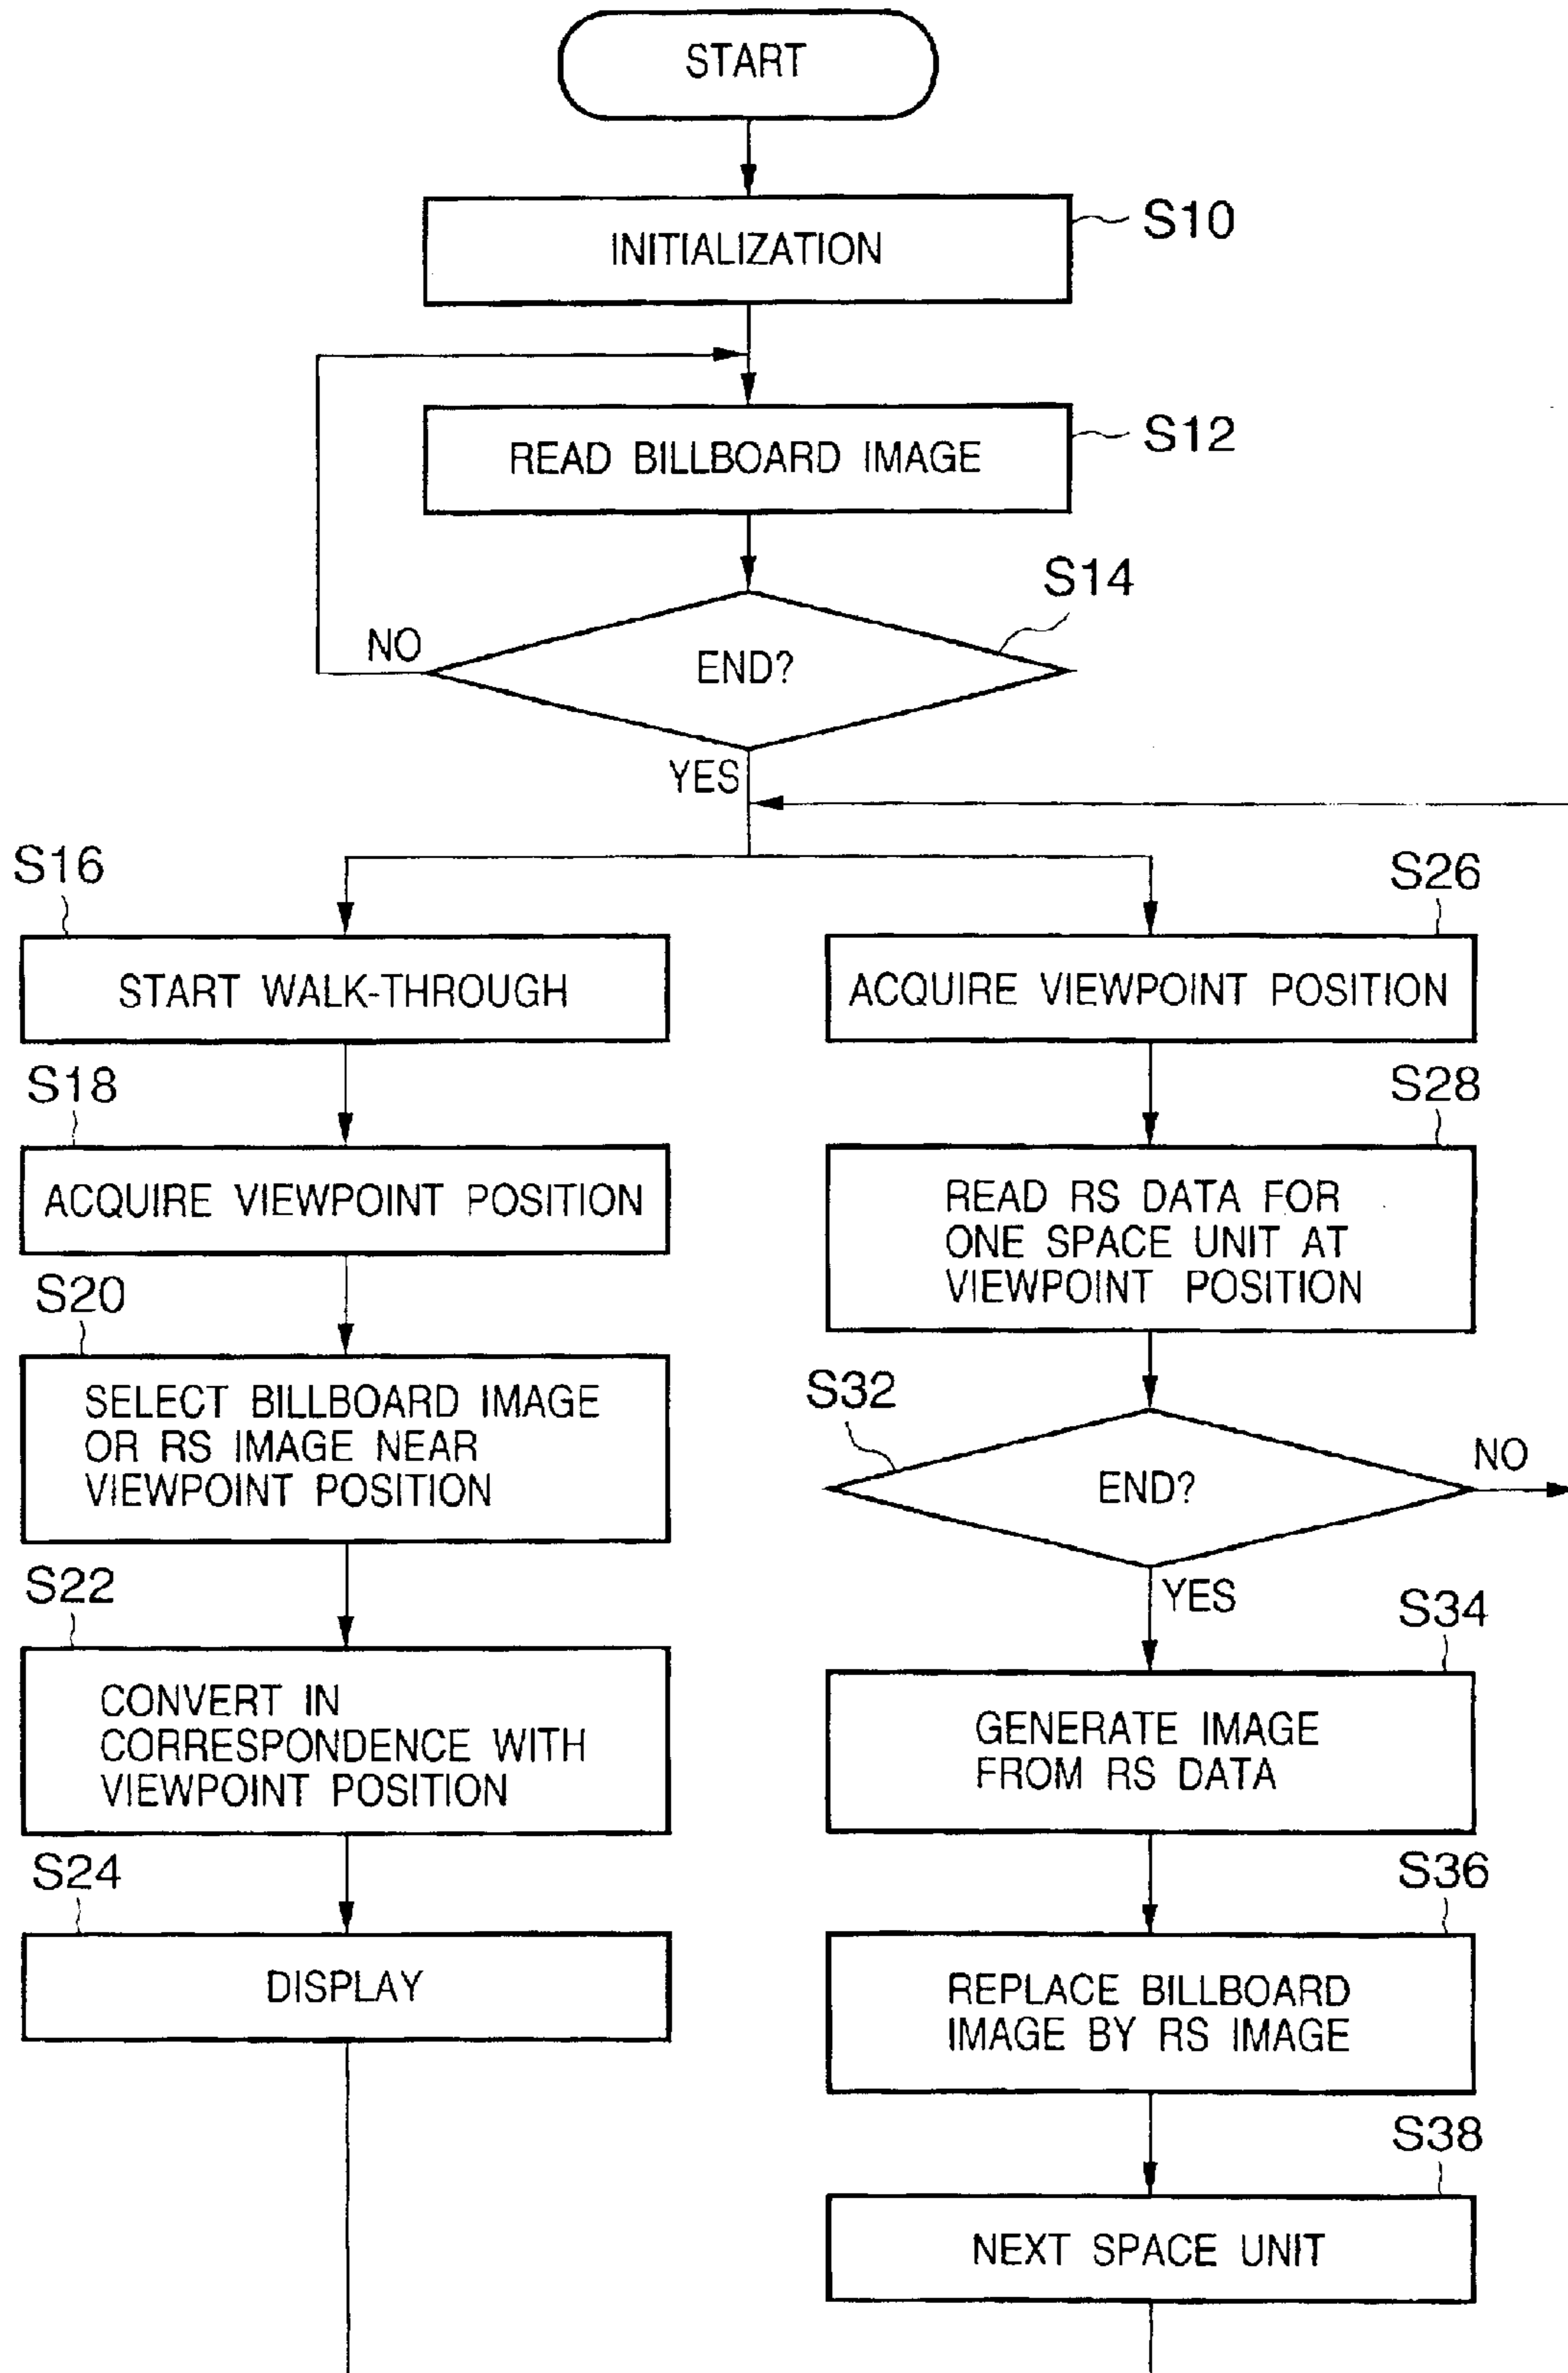 START
INITIALIZATION
S10
READ BILLBOARD IMAGE
S12
S14
END?
NO
YES
S16
START WALK-THROUGH
S18
ACQUIRE VIEWPOINT POSITION
S20
SELECT BILLBOARD IMAGE
OR RS IMAGE NEAR
VIEWPOINT POSITION
S22
CONVERT IN
CORRESPONDENCE WITH
VIEWPOINT POSITION
S24
DISPLAY
S26
ACQUIRE VIEWPOINT POSITION
S28
READ RS DATA FOR
ONE SPACE UNIT AT
VIEWPOINT POSITION
S32
END?
NO
YES
S34
GENERATE IMAGE
FROM RS DATA
S36
REPLACE BILLBOARD
IMAGE BY RS IMAGE
S38
NEXT SPACE UNIT